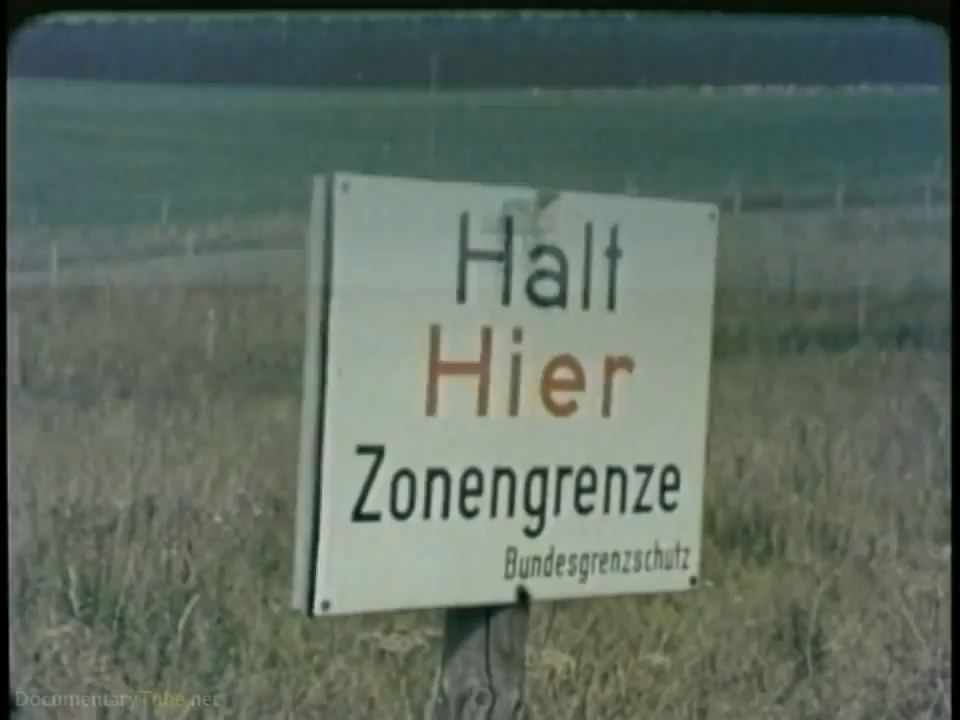 Halt
Hier
Zonengrenze
Bundesgrenzschutz
DocumentaryTube.net